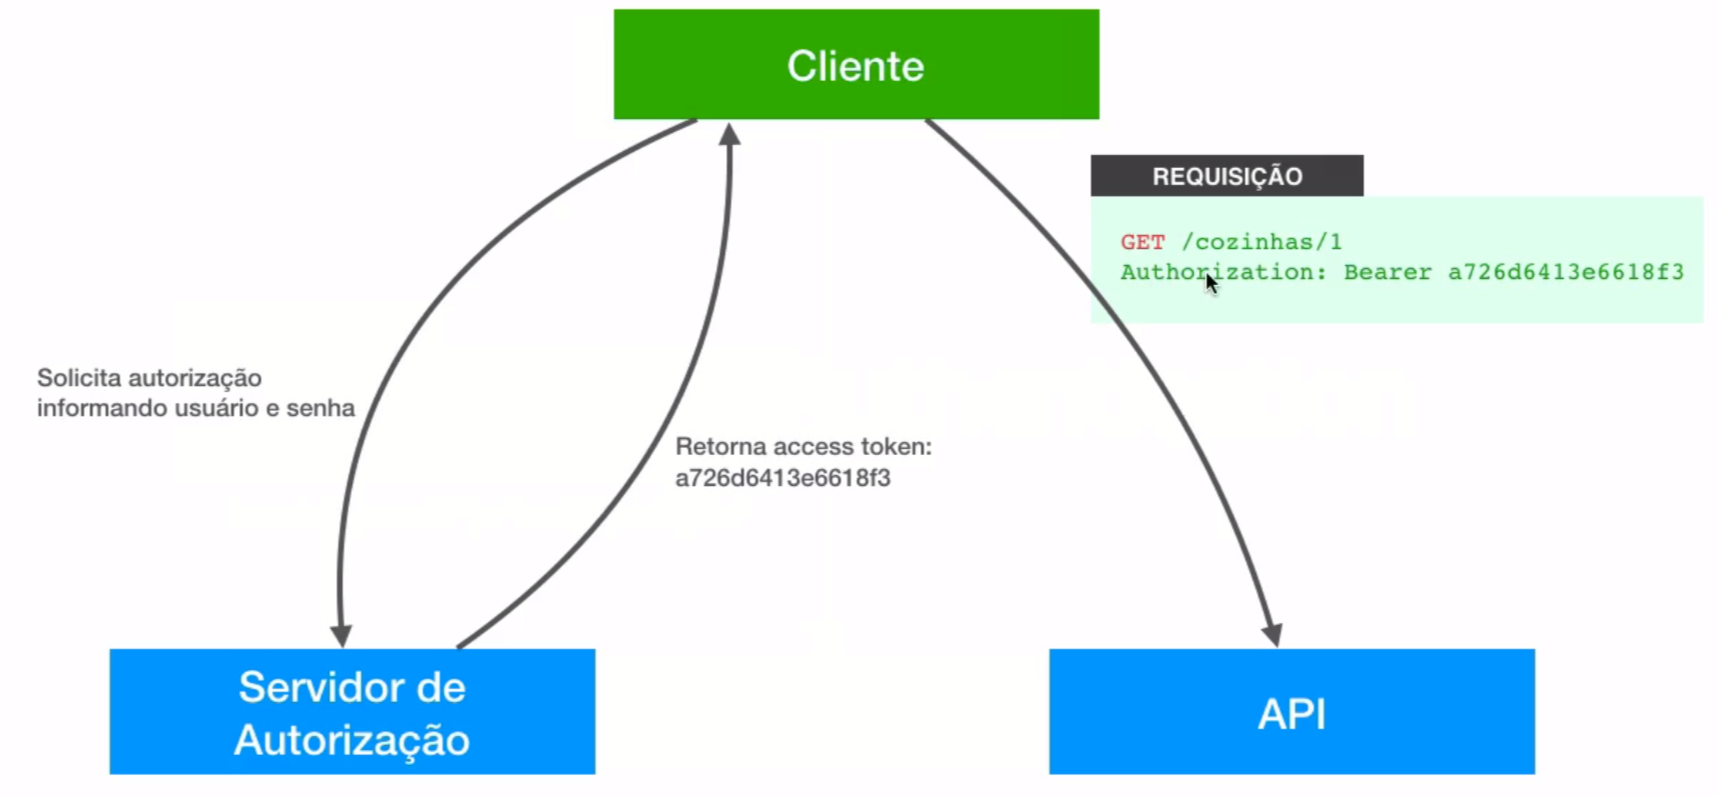 Cliente
REQUISIÇÃO
GET /cozinhas/1
Authorization: Bearer a726d6413e6618f3
Solicita autorização
informando usuário e senha
Retorna access token:
a726d6413e6618f3
Servidor de
Autorização
API